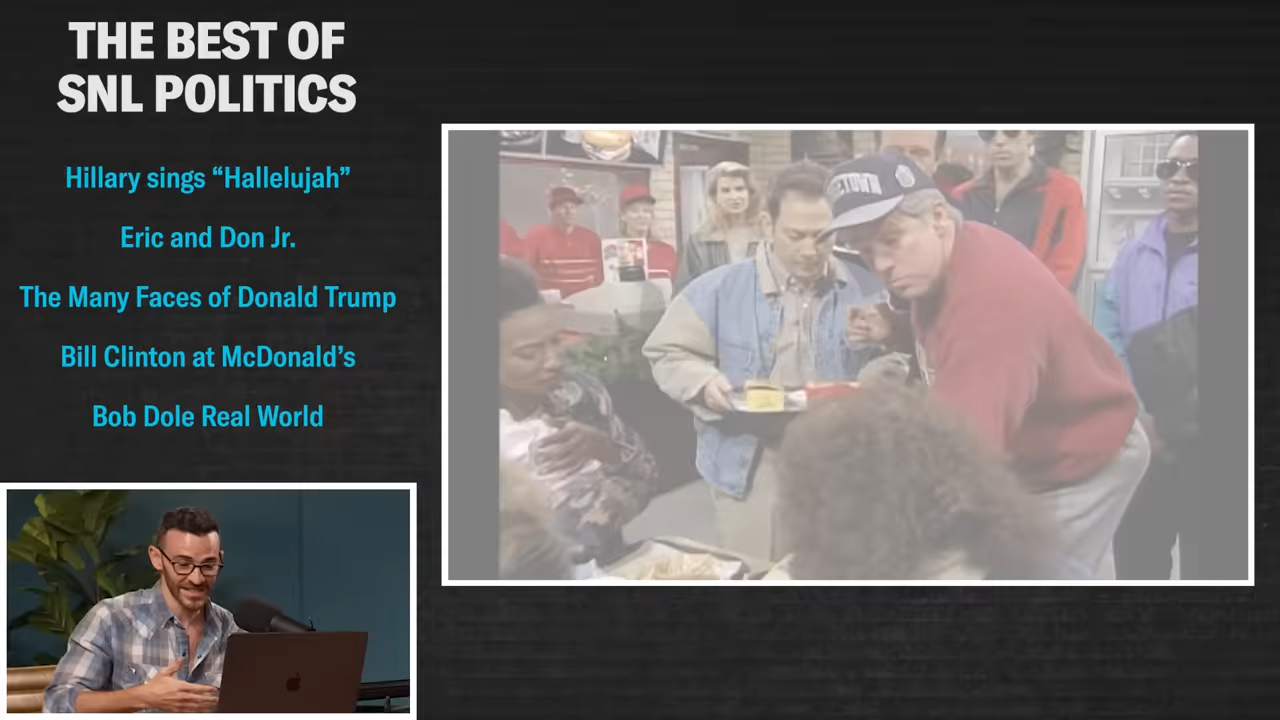 THE BEST OF
SNL POLITICS
Hillary sings “Hallelujah”
Eric and Don Jr.
The Many Faces of Donald Trump
Bill Clinton at McDonald’s
Bob Dole Real World